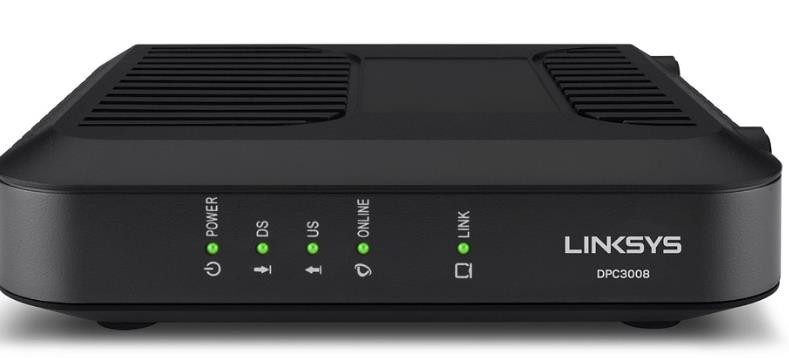 POWER
DS
US
ONLINE
LINK
LINKSYS
DPC3008